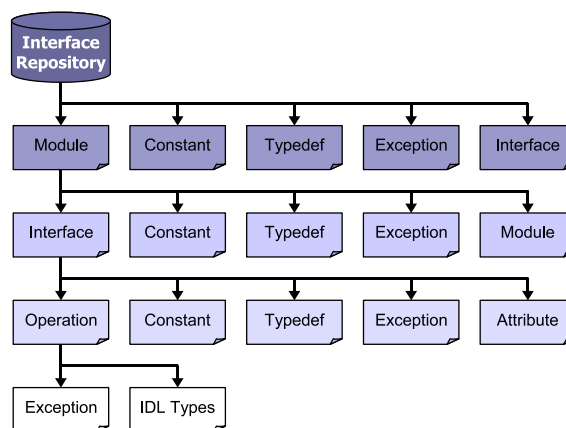 Interface
Repository
Module Constant Typedef Exception Interface
Interface Constant Typedef Exception Module
Operation Constant Typedef Exception Attribute
Exception IDL Types